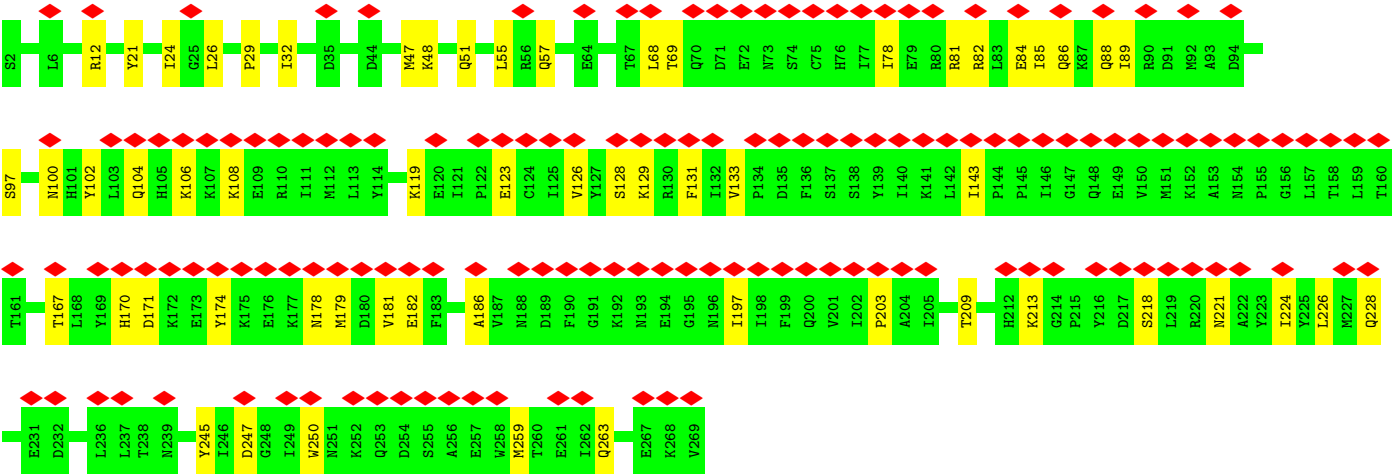 S2 L6 R12 Y21 I24 G25 L26 P29 I32 D35 D44 M47 K48 Q51 L55 R56 Q57 E64 T67 L68 T69 Q70 D71 E72 N73 S74 C75 H76 I77 I78 E79 R80 R81 R82 L83 E84 I85 Q86 K87 Q88 I89 R90 D91 M92 A93 D94
S97 N100 H101 Y102 L103 Q104 H105 K106 K107 K108 E109 R110 I111 M112 L113 Y114 K119 E120 I121 P122 E123 C124 I125 V126 Y127 S128 K129 R130 F131 I132 V133 P134 D135 F136 S137 S138 Y139 I140 K141 L142 I143 P144 P145 I146 G147 Q148 E149 V150 M151 K152 A153 N154 P155 G156 L157 T158 L159 T160
T161 T167 L168 Y169 H170 D171 K172 E173 Y174 K175 E176 K177 N178 M179 D180 V181 E182 F183 A186 V187 N188 D189 F190 G191 K192 N193 E194 G195 N196 I197 I198 F199 Q200 V201 I202 P203 A204 I205 T209 H212 K213 G214 P215 Y216 D217 S218 L219 R220 N221 A222 Y223 I224 Y225 L226 M227 Q228
E231 D232 L236 L237 T238 N239 Y245 I246 D247 G248 I249 W250 N251 K252 Q253 D254 S255 A256 E257 W258 M259 T260 E261 I262 Q263 E267 K268 V269